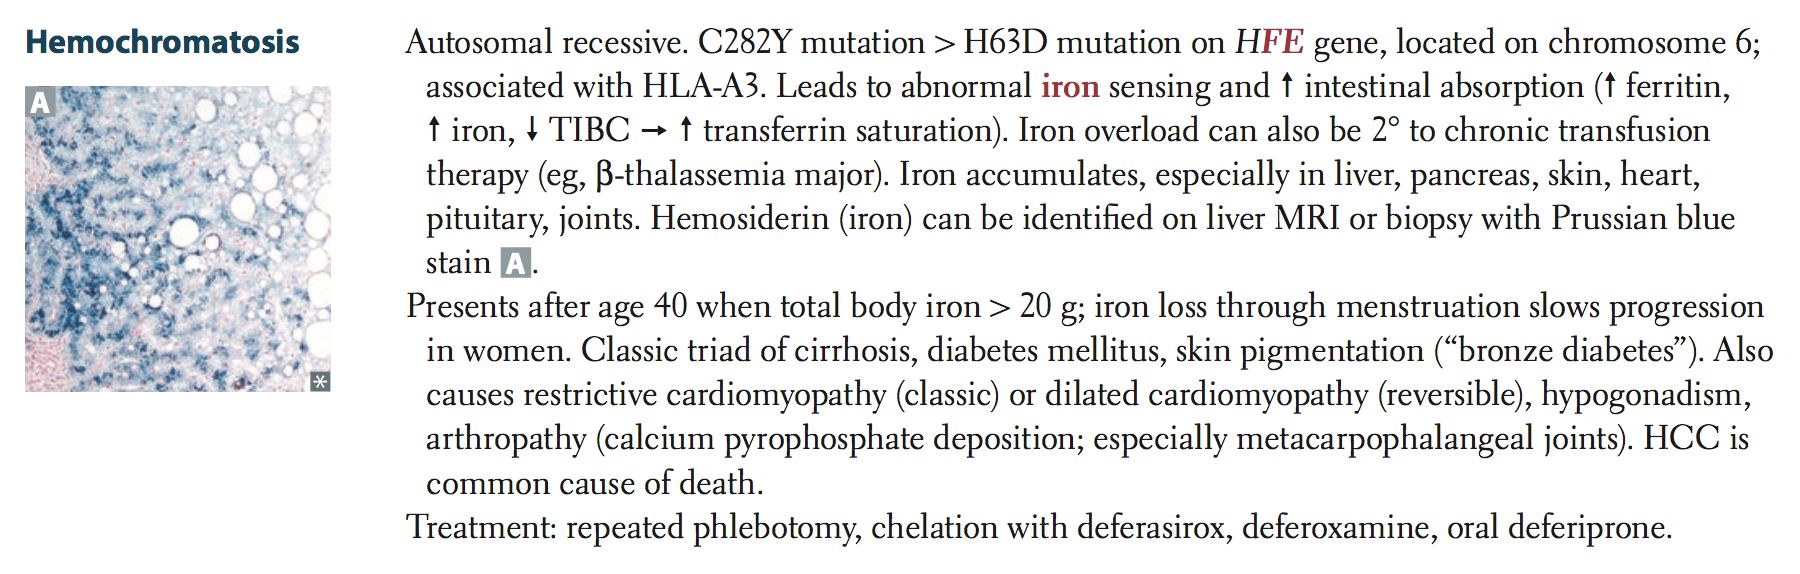 Hemochromatosis
A
*
Autosomal recessive. C282Y mutation > H63D mutation on HFE gene, located on chromosome 6;
associated with HLA-A3. Leads to abnormal iron sensing and ↑ intestinal absorption (↑ ferritin,
↑ iron, ↓ TIBC → ↑ transferrin saturation). Iron overload can also be 2° to chronic transfusion
therapy (eg, β-thalassemia major). Iron accumulates, especially in liver, pancreas, skin, heart,
pituitary, joints. Hemosiderin (iron) can be identified on liver MRI or biopsy with Prussian blue
stain A.
Presents after age 40 when total body iron > 20 g; iron loss through menstruation slows progression
in women. Classic triad of cirrhosis, diabetes mellitus, skin pigmentation (“bronze diabetes”). Also
causes restrictive cardiomyopathy (classic) or dilated cardiomyopathy (reversible), hypogonadism,
arthropathy (calcium pyrophosphate deposition; especially metacarpophalangeal joints). HCC is
common cause of death.
Treatment: repeated phlebotomy, chelation with deferasirox, deferoxamine, oral deferiprone.